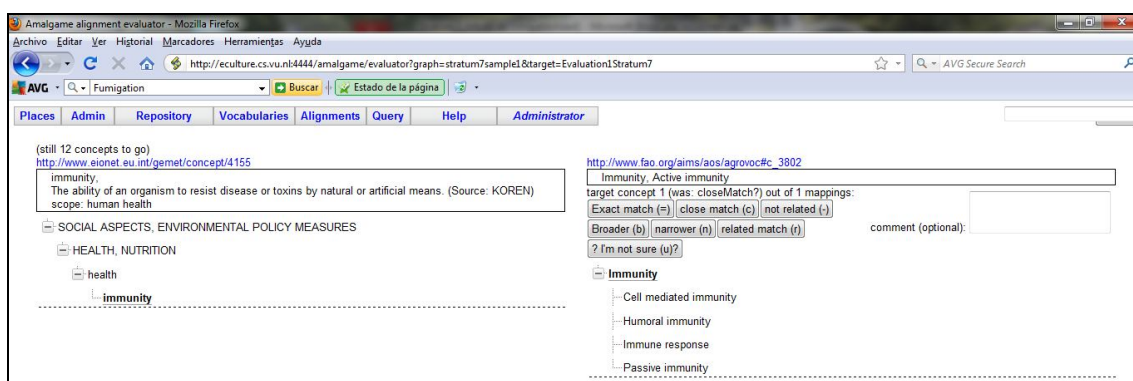 Amalgame alignment evaluator - Mozilla Firefox
Archivo Editar Ver Historial Marcadores Herramientas Ayuda
http://eculture.cs.vu.nl:4444/amalgame/evaluator?graph=stratum7sample1&target=Evaluation1Stratum7 AVG Secure Search
AVG Fumigation Buscar Estado de la página
Places Admin Repository Vocabularies Alignments Query Help Administrator
(still 12 concepts to go)
http://www.eionet.eu.int/gemet/concept/4155
immunity,
The ability of an organism to resist disease or toxins by natural or artificial means. (Source: KOREN)
scope: human health
SOCIAL ASPECTS, ENVIRONMENTAL POLICY MEASURES
HEALTH, NUTRITION
health
immunity
http://www.fao.org/aims/aos/agrovoc#c_3802
Immunity, Active immunity
target concept 1 (was: closeMatch?) out of 1 mappings:
Exact match (=) close match (c) not related (-)
Broader (b) narrower (n) related match (r) comment (optional):
? I'm not sure (u)?
Immunity
Cell mediated immunity
Humoral immunity
Immune response
Passive immunity